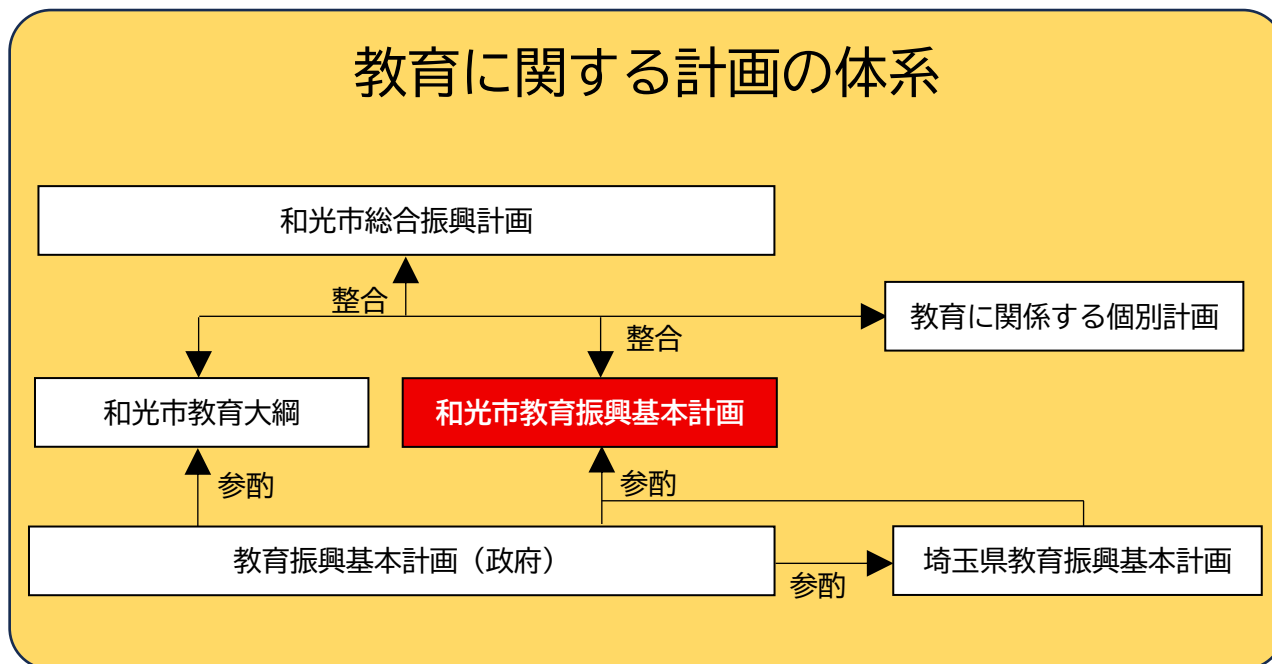 教育に関する計画の体系
和光市総合振興計画
整合
教育に関係する個別計画
整合
和光市教育大綱
和光市教育振興基本計画
参酌
参酌
教育振興基本計画（政府）
参酌
埼玉県教育振興基本計画